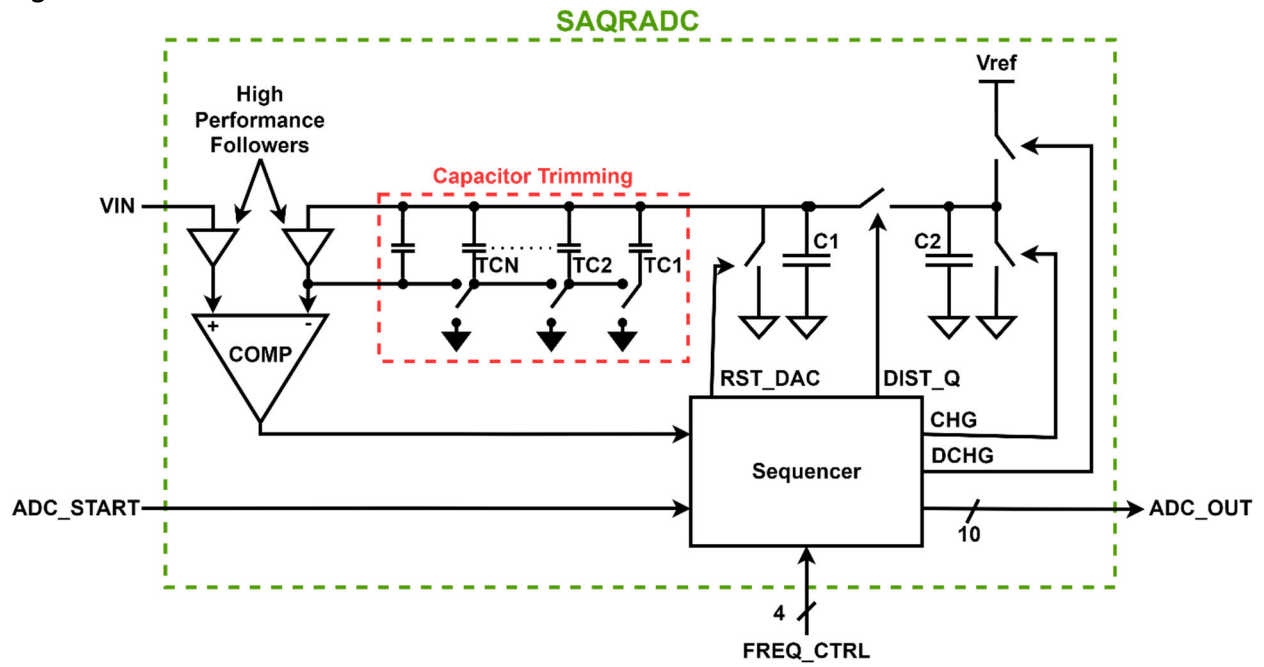 SAQRADC
Vref
High
Performance
Followers
Capacitor Trimming
VIN
C1
C2
TCN
TC2
TC1
+
-
COMP
RST_DAC
DIST_Q
CHG
DCHG
Sequencer
ADC_START
ADC_OUT
10
4
FREQ_CTRL